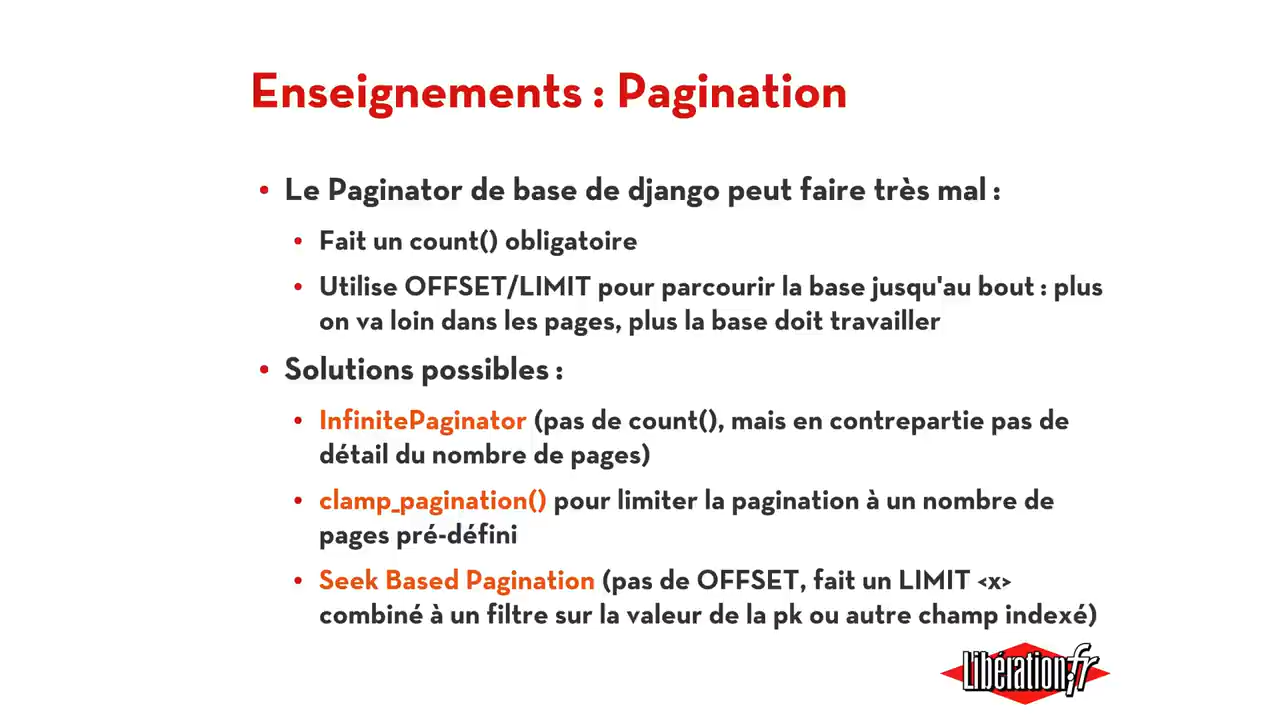 Enseignements : Pagination
• Le Paginator de base de django peut faire très mal :
• Fait un count() obligatoire
• Utilise OFFSET/LIMIT pour parcourir la base jusqu'au bout : plus
on va loin dans les pages, plus la base doit travailler
• Solutions possibles :
• InfinitePaginator (pas de count(), mais en contrepartie pas de
détail du nombre de pages)
• clamp_pagination() pour limiter la pagination à un nombre de
pages pré-défini
• Seek Based Pagination (pas de OFFSET, fait un LIMIT <x>
combiné à un filtre sur la valeur de la pk ou autre champ indexé)
Libération.fr